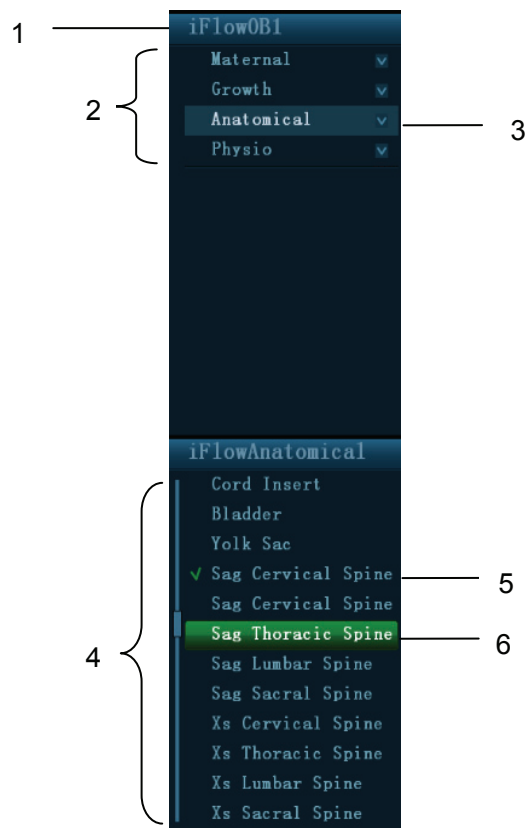 1
iFlowOB1
2
Maternal
Growth
Anatomical
3
Physio
iFlowAnatomical
4
Cord Insert
Bladder
Yolk Sac
Sag Cervical Spine
5
Sag Cervical Spine
Sag Thoracic Spine
6
Sag Lumbar Spine
Sag Sacral Spine
Xs Cervical Spine
Xs Thoracic Spine
Xs Lumbar Spine
Xs Sacral Spine